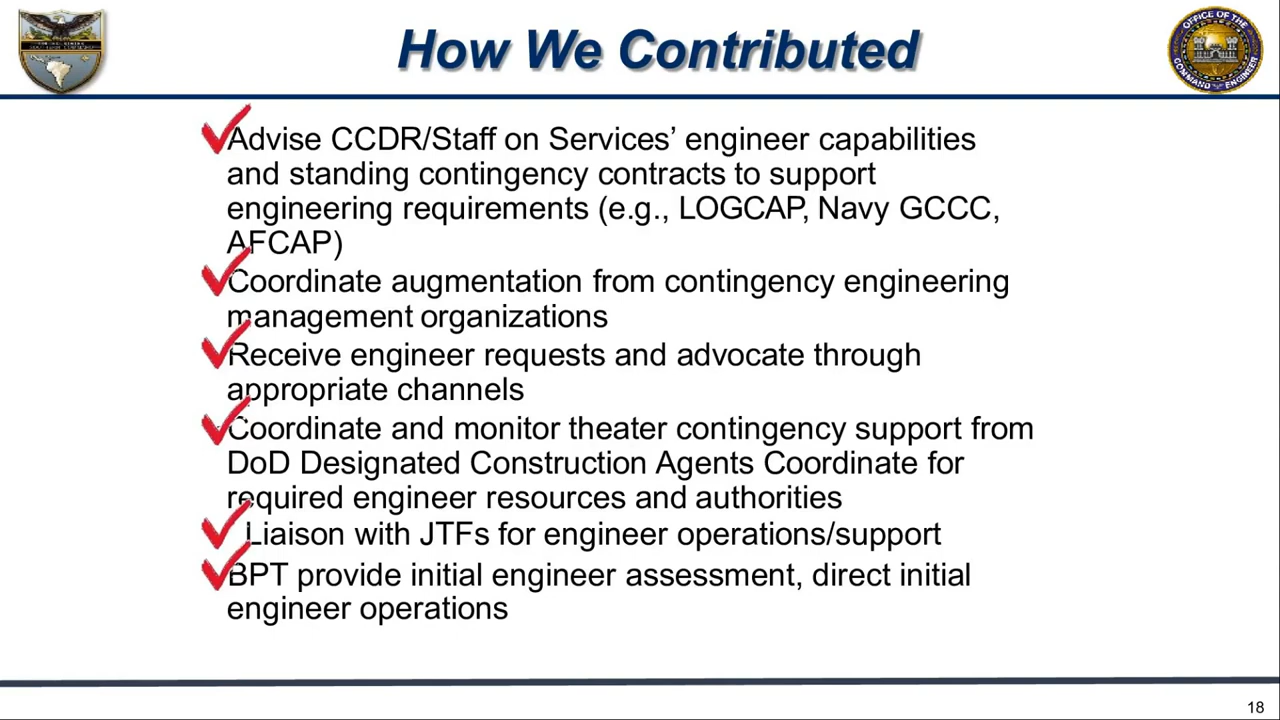 How We Contributed
OFFICE OF THE
COMMAND ENGINEER
Advise CCDR/Staff on Services’ engineer capabilities
and standing contingency contracts to support
engineering requirements (e.g., LOGCAP, Navy GCCC,
AFCAP)
Coordinate augmentation from contingency engineering
management organizations
Receive engineer requests and advocate through
appropriate channels
Coordinate and monitor theater contingency support from
DoD Designated Construction Agents Coordinate for
required engineer resources and authorities
Liaison with JTFs for engineer operations/support
BPT provide initial engineer assessment, direct initial
engineer operations
18